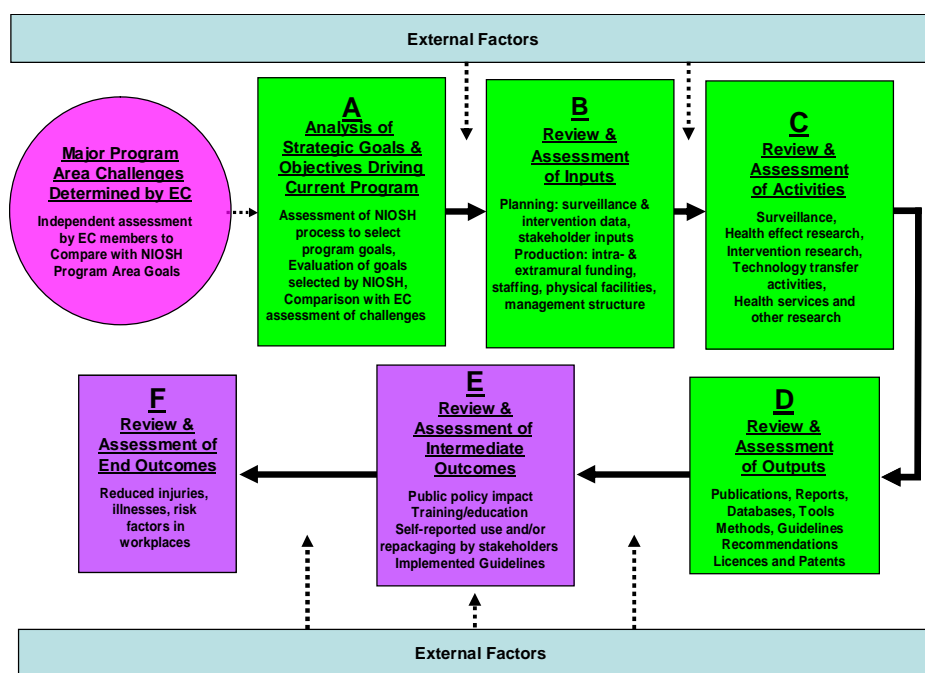 External Factors
Major Program
Area Challenges
Determined by EC
Independent assessment
by EC members to
Compare with NIOSH
Program Area Goals
A
Analysis of
Strategic Goals &
Objectives Driving
Current Program
Assessment of NIOSH
process to select
program goals,
Evaluation of goals
selected by NIOSH,
Comparison with EC
assessment of challenges
B
Review &
Assessment
of Inputs
Planning: surveillance &
intervention data,
stakeholder inputs
Production: intra- &
extramural funding,
staffing, physical facilities,
management structure
C
Review &
Assessment
of Activities
Surveillance,
Health effect research,
Intervention research,
Technology transfer
activities,
Health services and
other research
D
Review &
Assessment
of Outputs
Publications, Reports,
Databases, Tools
Methods, Guidelines
Recommendations
Licences and Patents
E
Review &
Assessment of
Intermediate
Outcomes
Public policy impact
Training/education
Self-reported use and/or
repackaging by stakeholders
Implemented Guidelines
F
Review &
Assessment of
End Outcomes
Reduced injuries,
illnesses, risk
factors in
workplaces
External Factors